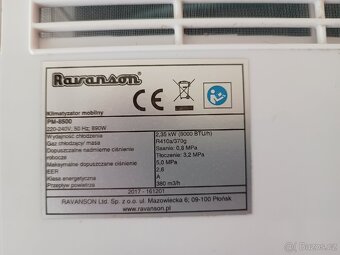 Ravanson
CE
Klimatyzator mobilny
PM-8500
220-240V, 50 Hz; 890W
Wydajność chłodzenia 2,35 kW (8000 BTU/h)
Gaz chłodzący/ masa R410a/373g
Dopuszczalne nadmierne ciśnienie robocze Ssanie: 0,8 MPa
Tłoczenie: 3,2 MPa
Maksymalne dopuszczalne ciśnienie 5,0 MPa
EER 2,6
Klasa energetyczna A
Przepływ powietrza 380 m3/h
2017 - 161201
RAVANSON Ltd. Sp. z o.o. ul. Mazowiecka 6; 09-100 Płońsk
www.ravanson.pl